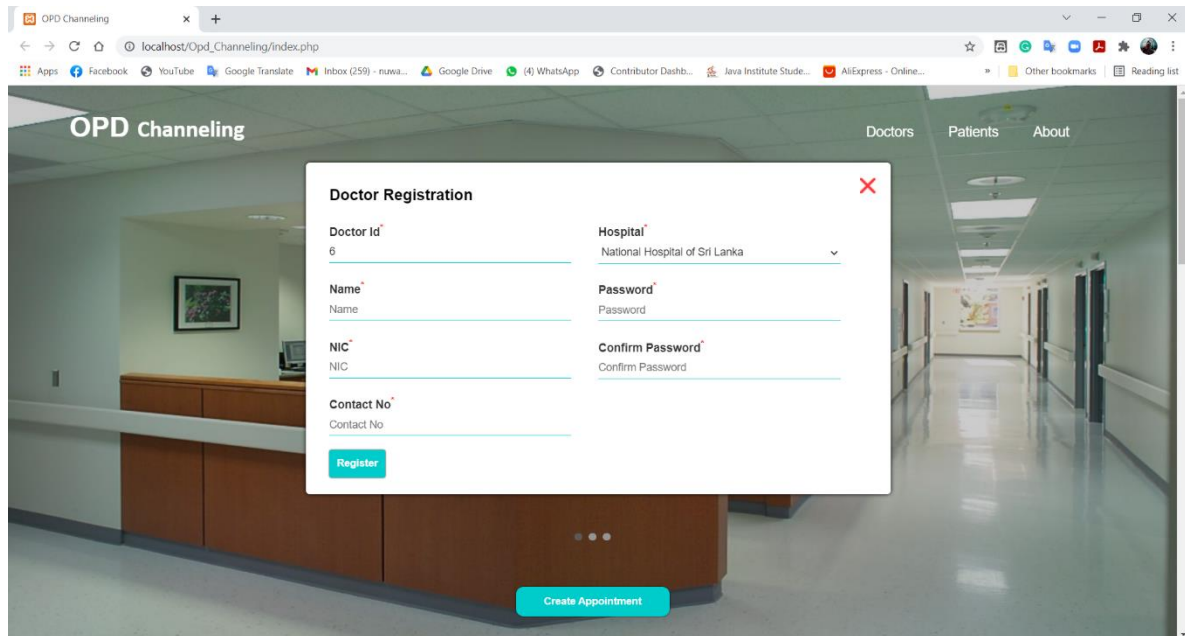 OPD Channeling
localhost/Opd_Channeling/index.php
Apps Facebook YouTube Google Translate Inbox (259) - nuwa... Google Drive (4) WhatsApp Contributor Dashb... Java Institute Stude... AliExpress - Online... » Other bookmarks Reading list
OPD Channeling Doctors Patients About
Doctor Registration
Doctor Id*
6
Hospital*
National Hospital of Sri Lanka
Name*
Name
Password*
Password
NIC*
NIC
Confirm Password*
Confirm Password
Contact No*
Contact No
Register
Create Appointment